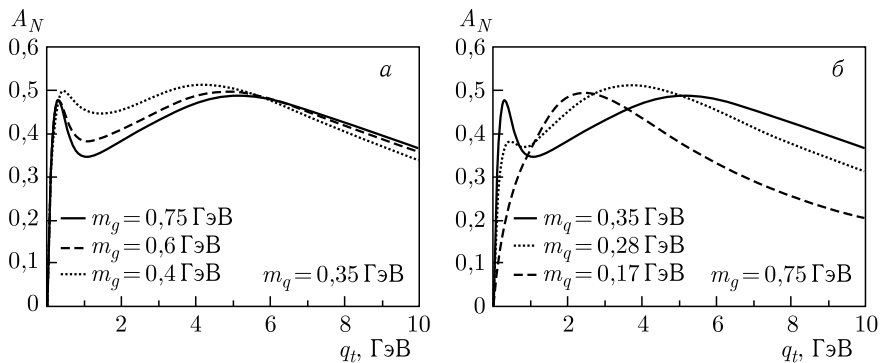 A_N
0,6
0,5
0,4
0,3
0,2
0,1
0
а
m_g = 0,75 ГэВ
m_g = 0,6 ГэВ
m_g = 0,4 ГэВ
m_q = 0,35 ГэВ
2 4 6 8 10
q_t, ГэВ
A_N
0,6
0,5
0,4
0,3
0,2
0,1
0
б
m_q = 0,35 ГэВ
m_q = 0,28 ГэВ
m_q = 0,17 ГэВ
m_g = 0,75 ГэВ
2 4 6 8 10
q_t, ГэВ